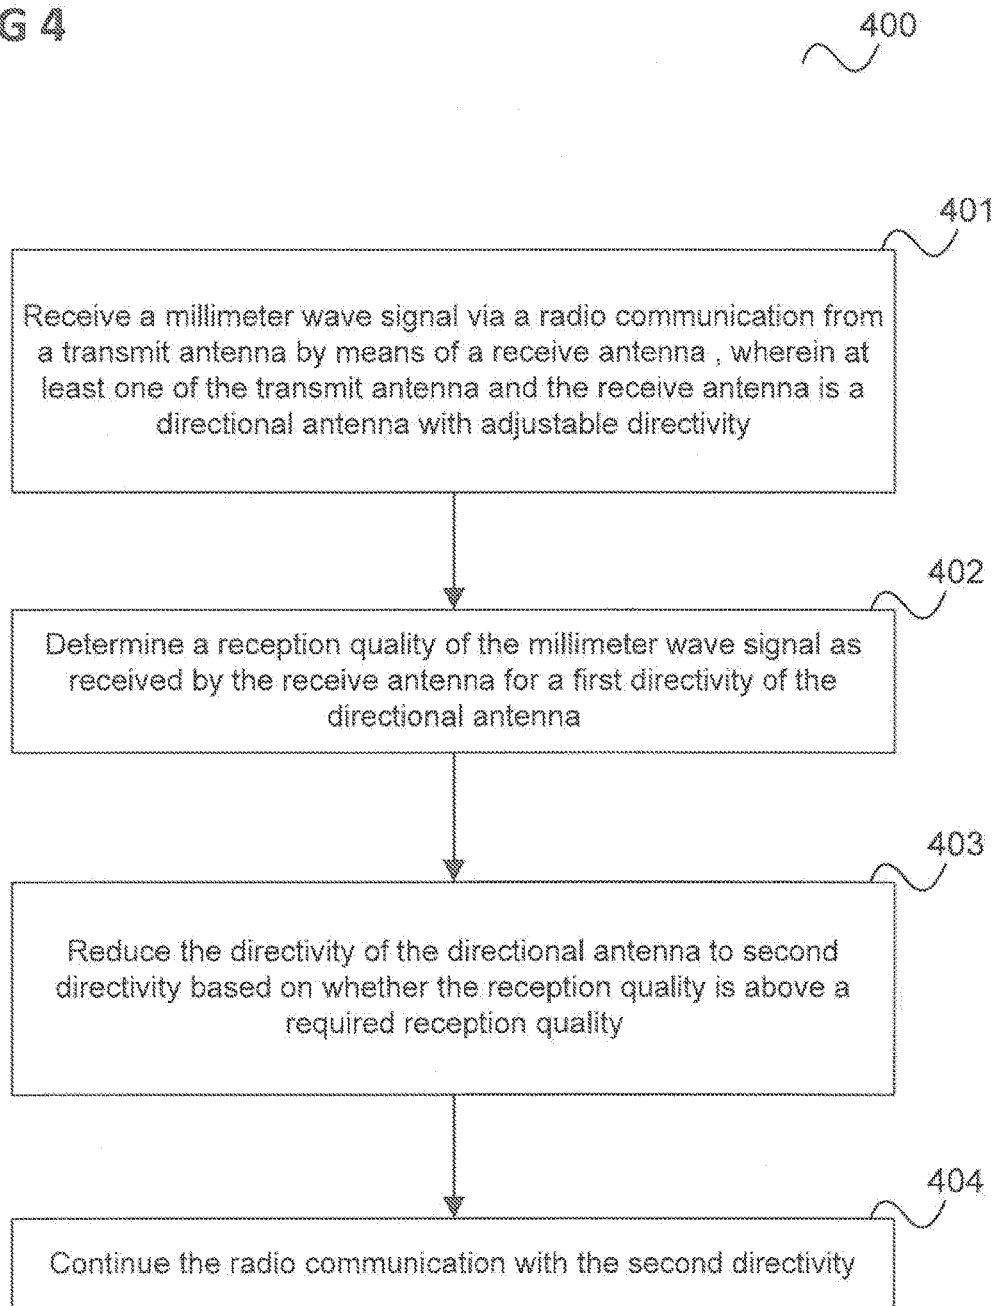 G 4
400
401
Receive a millimeter wave signal via a radio communication from
a transmit antenna by means of a receive antenna , wherein at
least one of the transmit antenna and the receive antenna is a
directional antenna with adjustable directivity
402
Determine a reception quality of the millimeter wave signal as
received by the receive antenna for a first directivity of the
directional antenna
403
Reduce the directivity of the directional antenna to second
directivity based on whether the reception quality is above a
required reception quality
404
Continue the radio communication with the second directivity